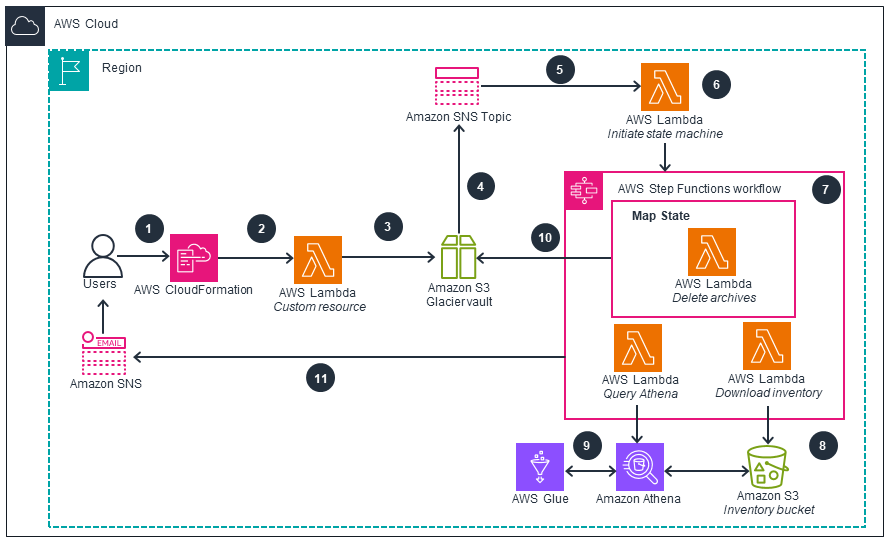 AWS Cloud
Region
5
6
Amazon SNS Topic
AWS Lambda
Initiate state machine
4
7
AWS Step Functions workflow
Map State
1
2
3
10
AWS Lambda
Delete archives
Users
AWS CloudFormation
AWS Lambda
Custom resource
Amazon S3
Glacier vault
EMAIL
Amazon SNS
11
AWS Lambda
Query Athena
AWS Lambda
Download inventory
9
8
AWS Glue
Amazon Athena
Amazon S3
Inventory bucket